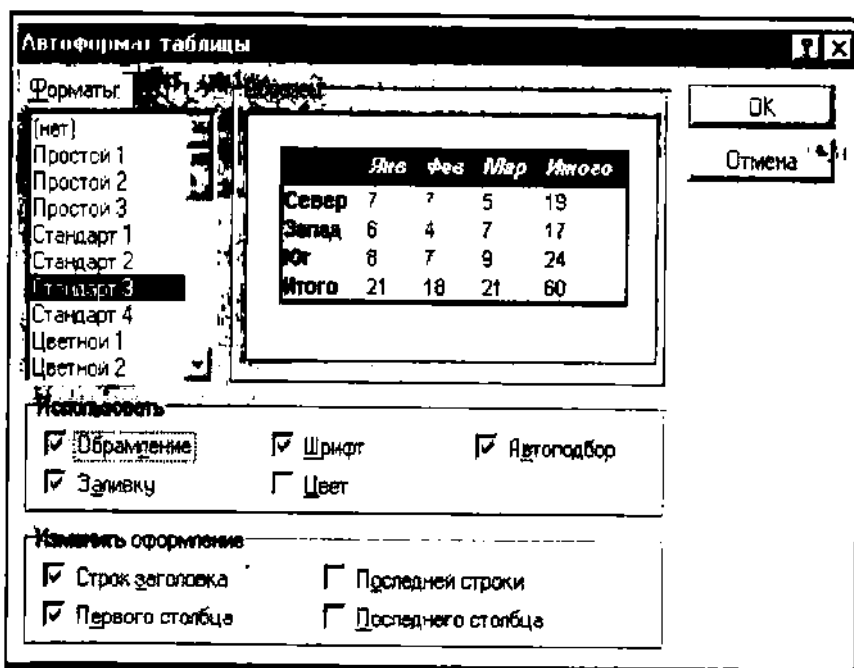 Автоформат таблицы
Форматы:
Образец
(нет)
Простой 1
Простой 2
Простой 3
Стандарт 1
Стандарт 2
Стандарт 3
Стандарт 4
Цветной 1
Цветной 2
Янв Фев Мар Итого
Север 7 7 5 19
Запад 6 4 7 17
Юг 8 7 9 24
Итого 21 18 21 60
OK
Отмена
Использовать
Обрамление
Шрифт
Автоподбор
Заливку
Цвет
Изменить оформление
Строк заголовка
Последней строки
Первого столбца
Последнего столбца